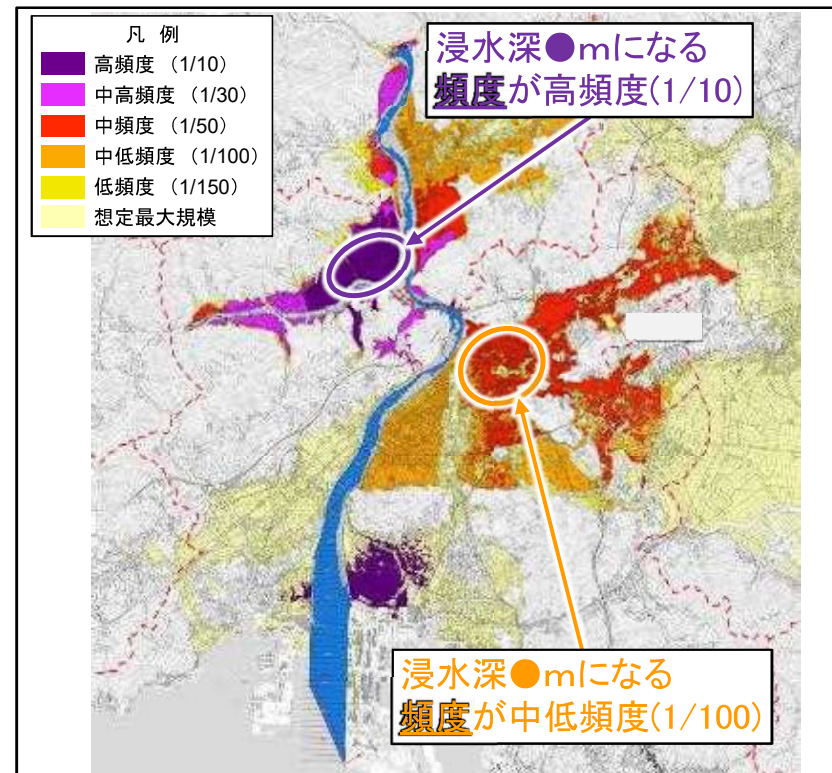 凡 例
高頻度 （1/10）
中高頻度 （1/30）
中頻度 （1/50）
中低頻度 （1/100）
低頻度 （1/150）
想定最大規模
浸水深●ｍになる
頻度が高頻度(1/10)
浸水深●ｍになる
頻度が中低頻度(1/100)